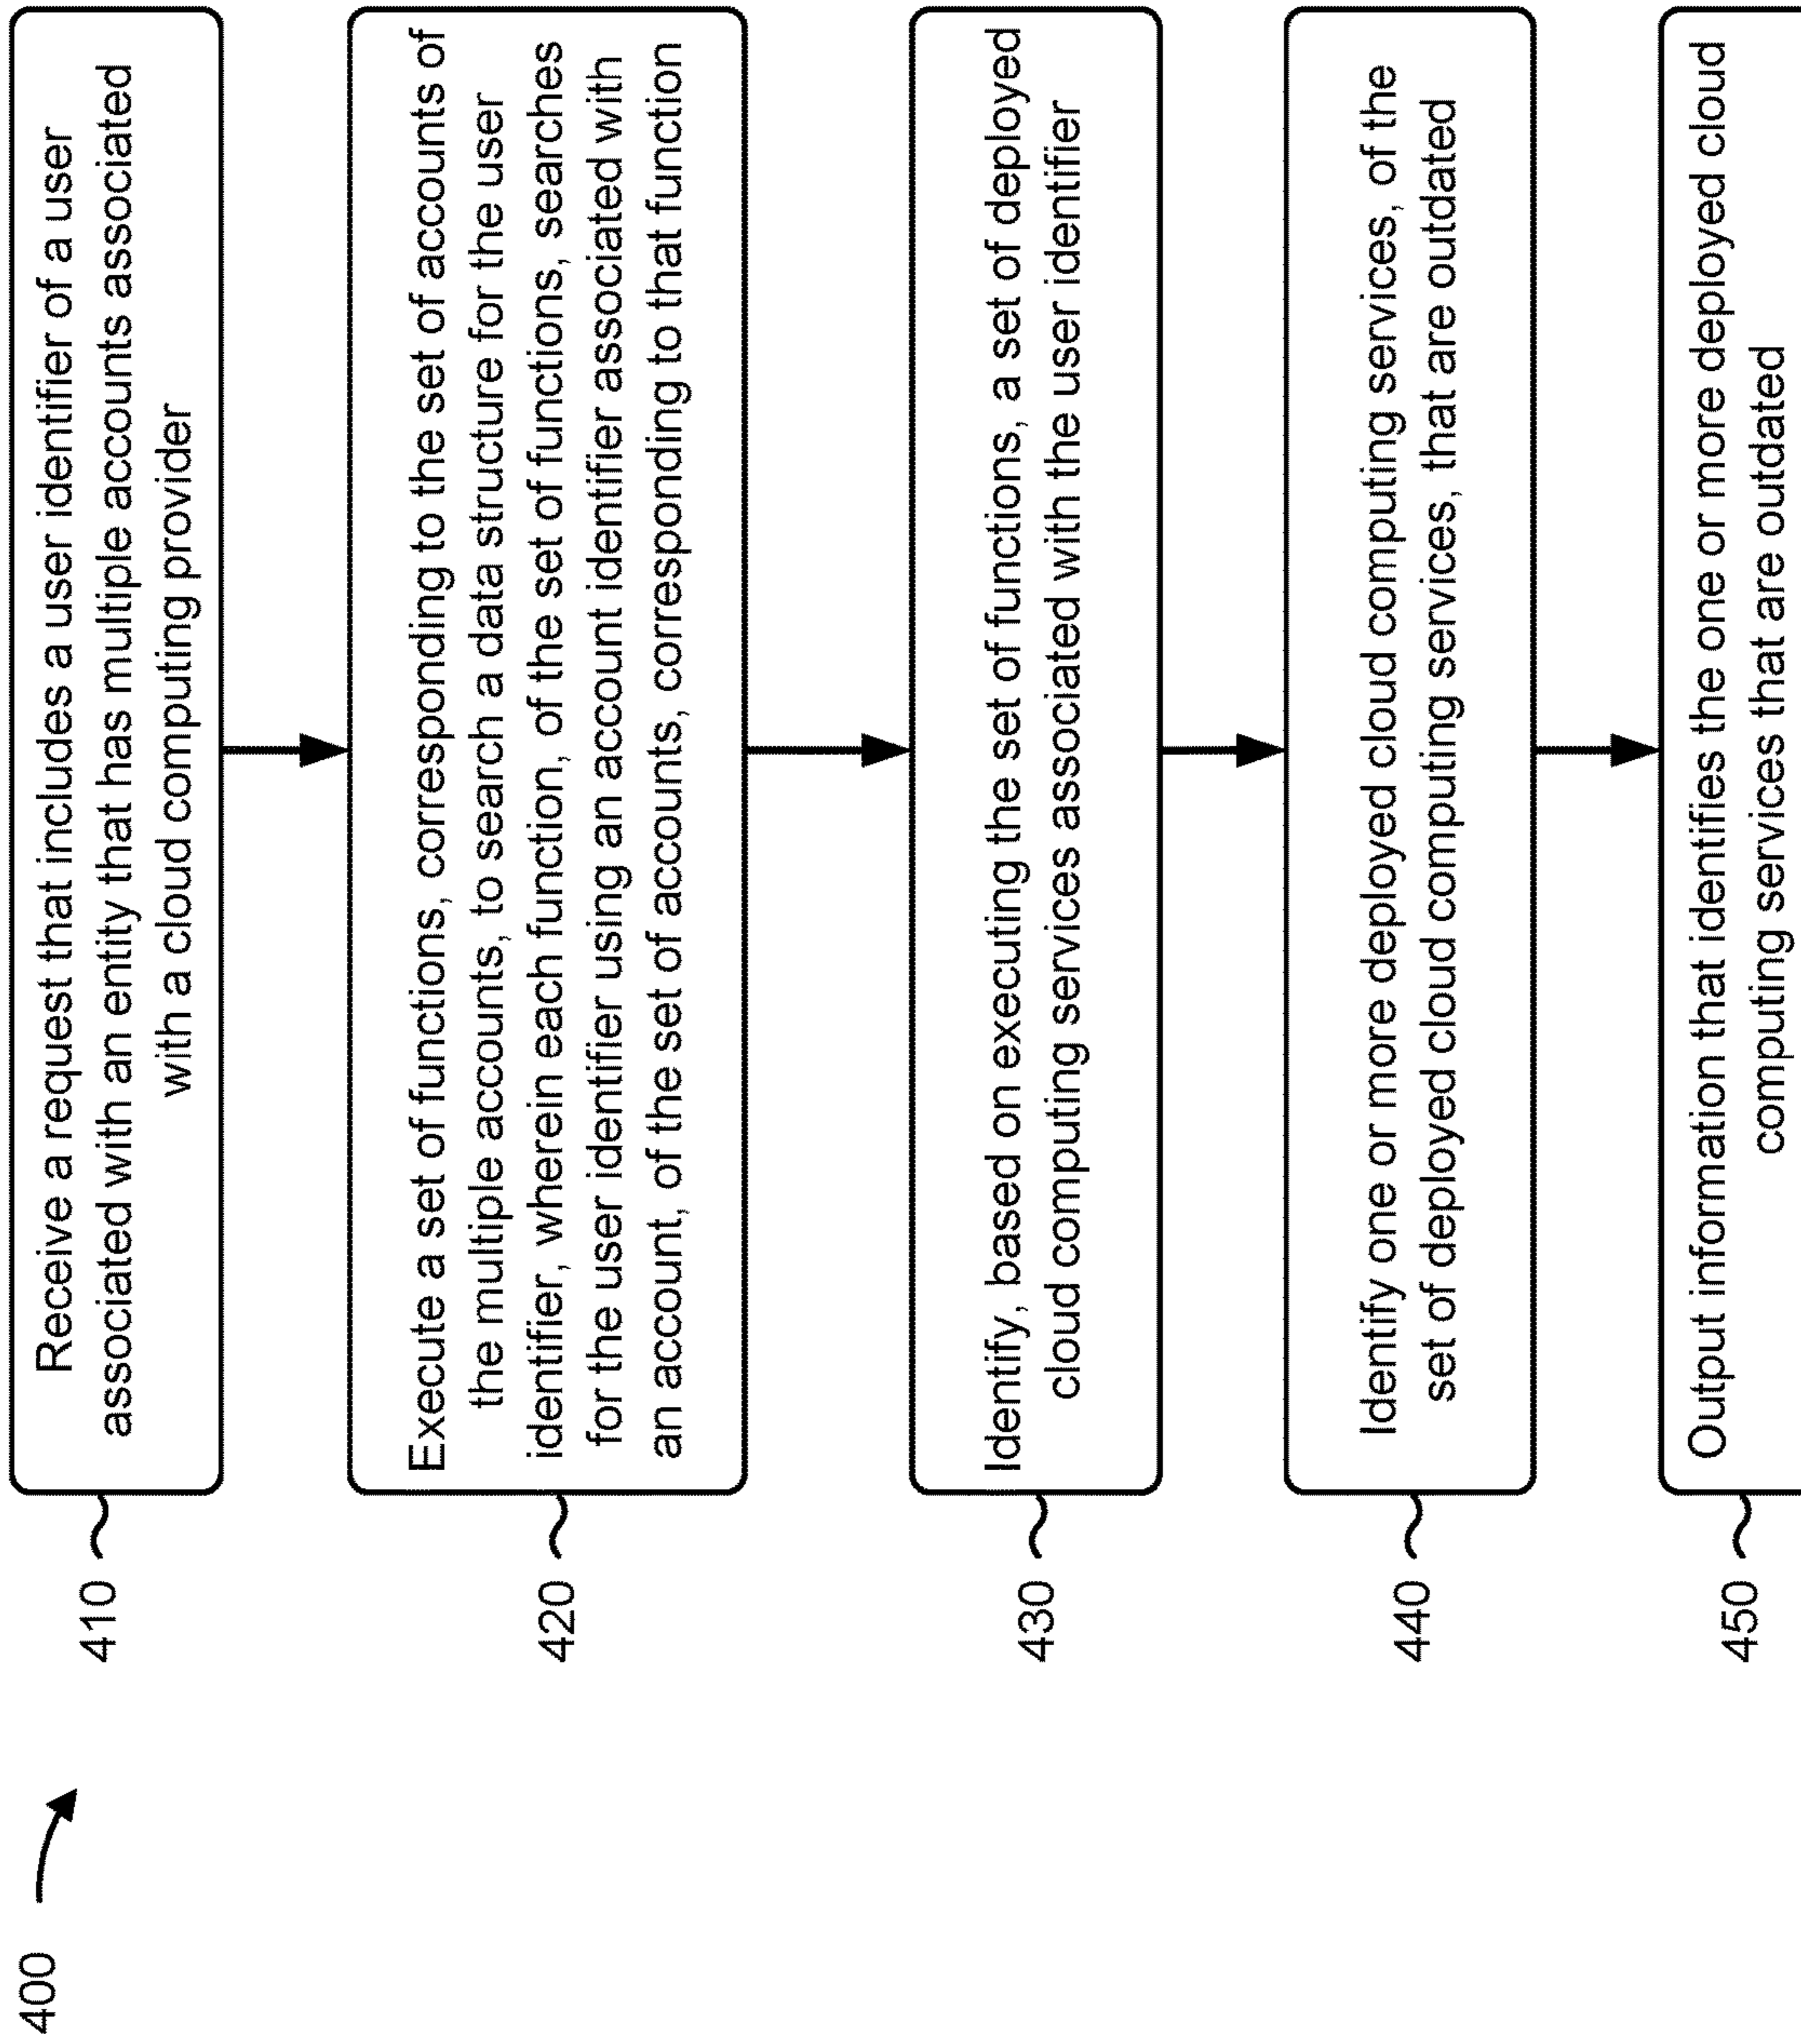 400
410
Receive a request that includes a user identifier of a user
associated with an entity that has multiple accounts associated
with a cloud computing provider
420
Execute a set of functions, corresponding to the set of accounts of
the multiple accounts, to search a data structure for the user
identifier, wherein each function, of the set of functions, searches
for the user identifier using an account identifier associated with
an account, of the set of accounts, corresponding to that function
430
Identify, based on executing the set of functions, a set of deployed
cloud computing services associated with the user identifier
440
Identify one or more deployed cloud computing services, of the
set of deployed cloud computing services, that are outdated
450
Output information that identifies the one or more deployed cloud
computing services that are outdated